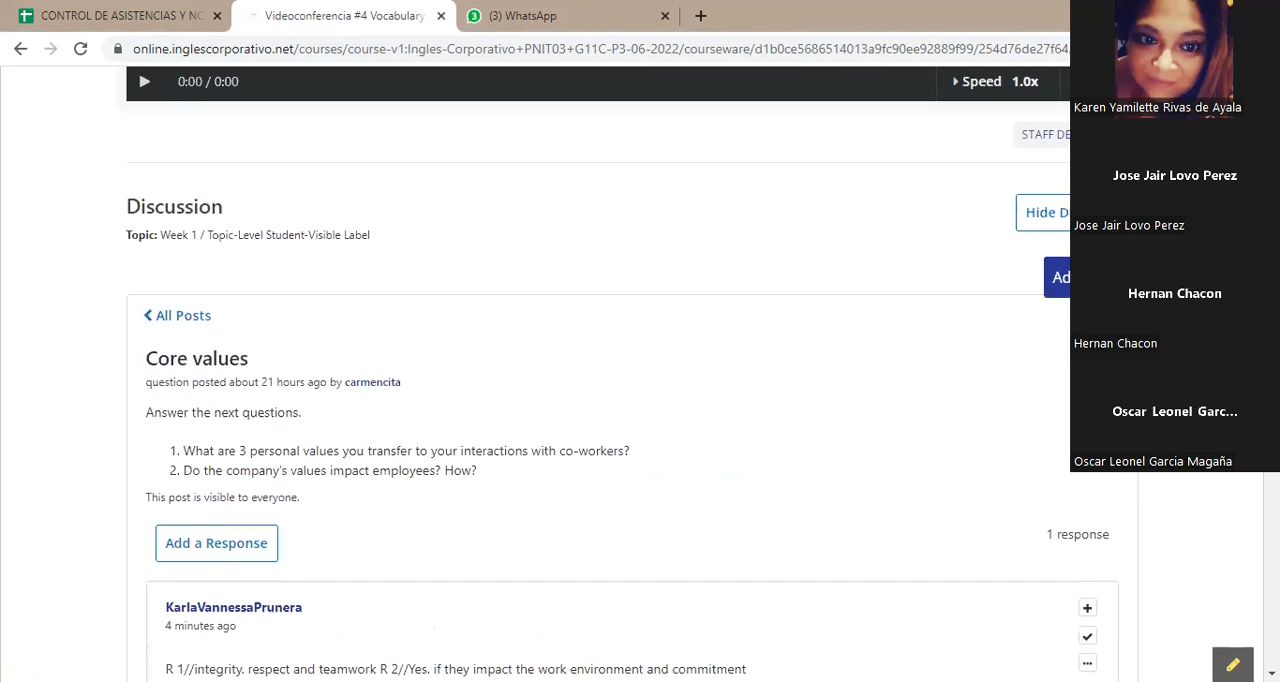 CONTROL DE ASISTENCIAS Y NO
Videoconferencia #4 Vocabulary
(3) WhatsApp
online.inglescorporativo.net/courses/course-v1:Ingles-Corporativo+PNIT03+G11C-P3-06-2022/courseware/d1b0ce5686514013a9fc90ee92889f99/254d76de27f64
0:00 / 0:00
Speed 1.0x
Karen Yamilette Rivas de Ayala
STAFF DE
Jose Jair Lovo Perez
Jose Jair Lovo Perez
Discussion
Hide D
Topic: Week 1 / Topic-Level Student-Visible Label
Ad
Hernan Chacon
Hernan Chacon
All Posts
Core values
question posted about 21 hours ago by carmencita
Answer the next questions.
Oscar Leonel Garc...
Oscar Leonel Garcia Magaña
1. What are 3 personal values you transfer to your interactions with co-workers?
2. Do the company's values impact employees? How?
This post is visible to everyone.
Add a Response
1 response
KarlaVannessaPrunera
4 minutes ago
R 1//integrity. respect and teamwork R 2//Yes. if they impact the work environment and commitment